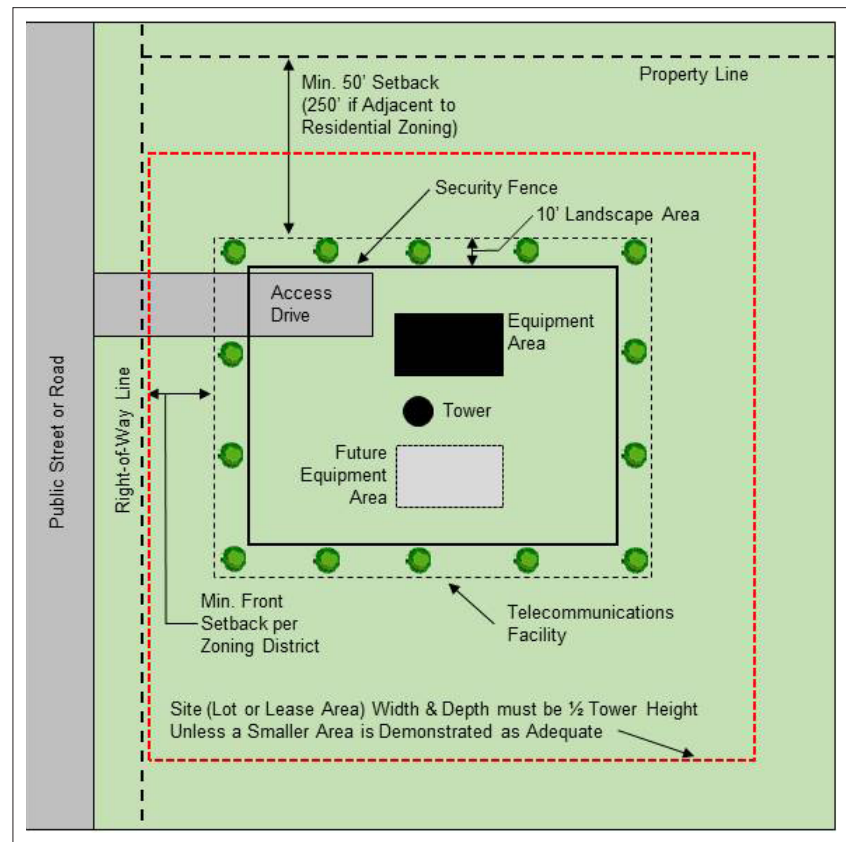 Min. 50' Setback
(250' if Adjacent to
Residential Zoning)
Property Line
Security Fence
10' Landscape Area
Access
Drive
Equipment
Area
Tower
Future
Equipment
Area
Public Street or Road
Right-of-Way Line
Min. Front
Setback per
Zoning District
Telecommunications
Facility
Site (Lot or Lease Area) Width & Depth must be ½ Tower Height
Unless a Smaller Area is Demonstrated as Adequate